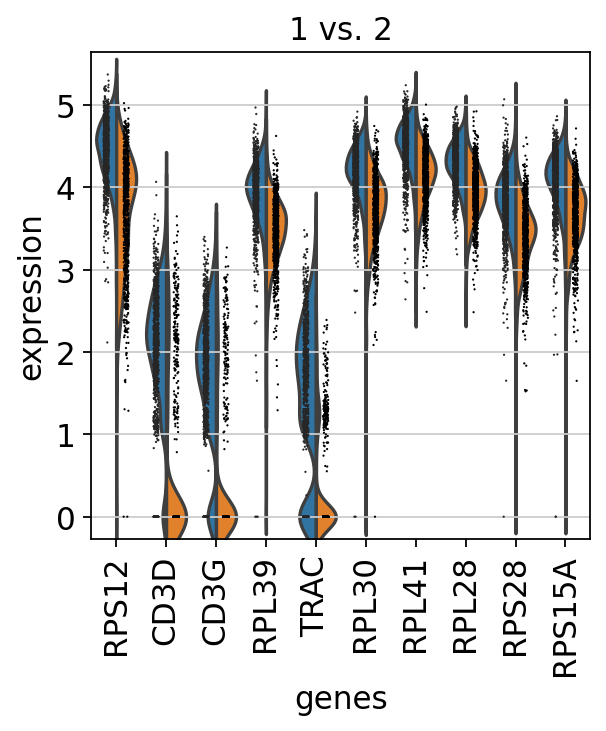 1 vs. 2
expression
5
4
3
2
1
0
RPS12
CD3D
CD3G
RPL39
TRAC
RPL30
RPL41
RPL28
RPS28
RPS15A
genes